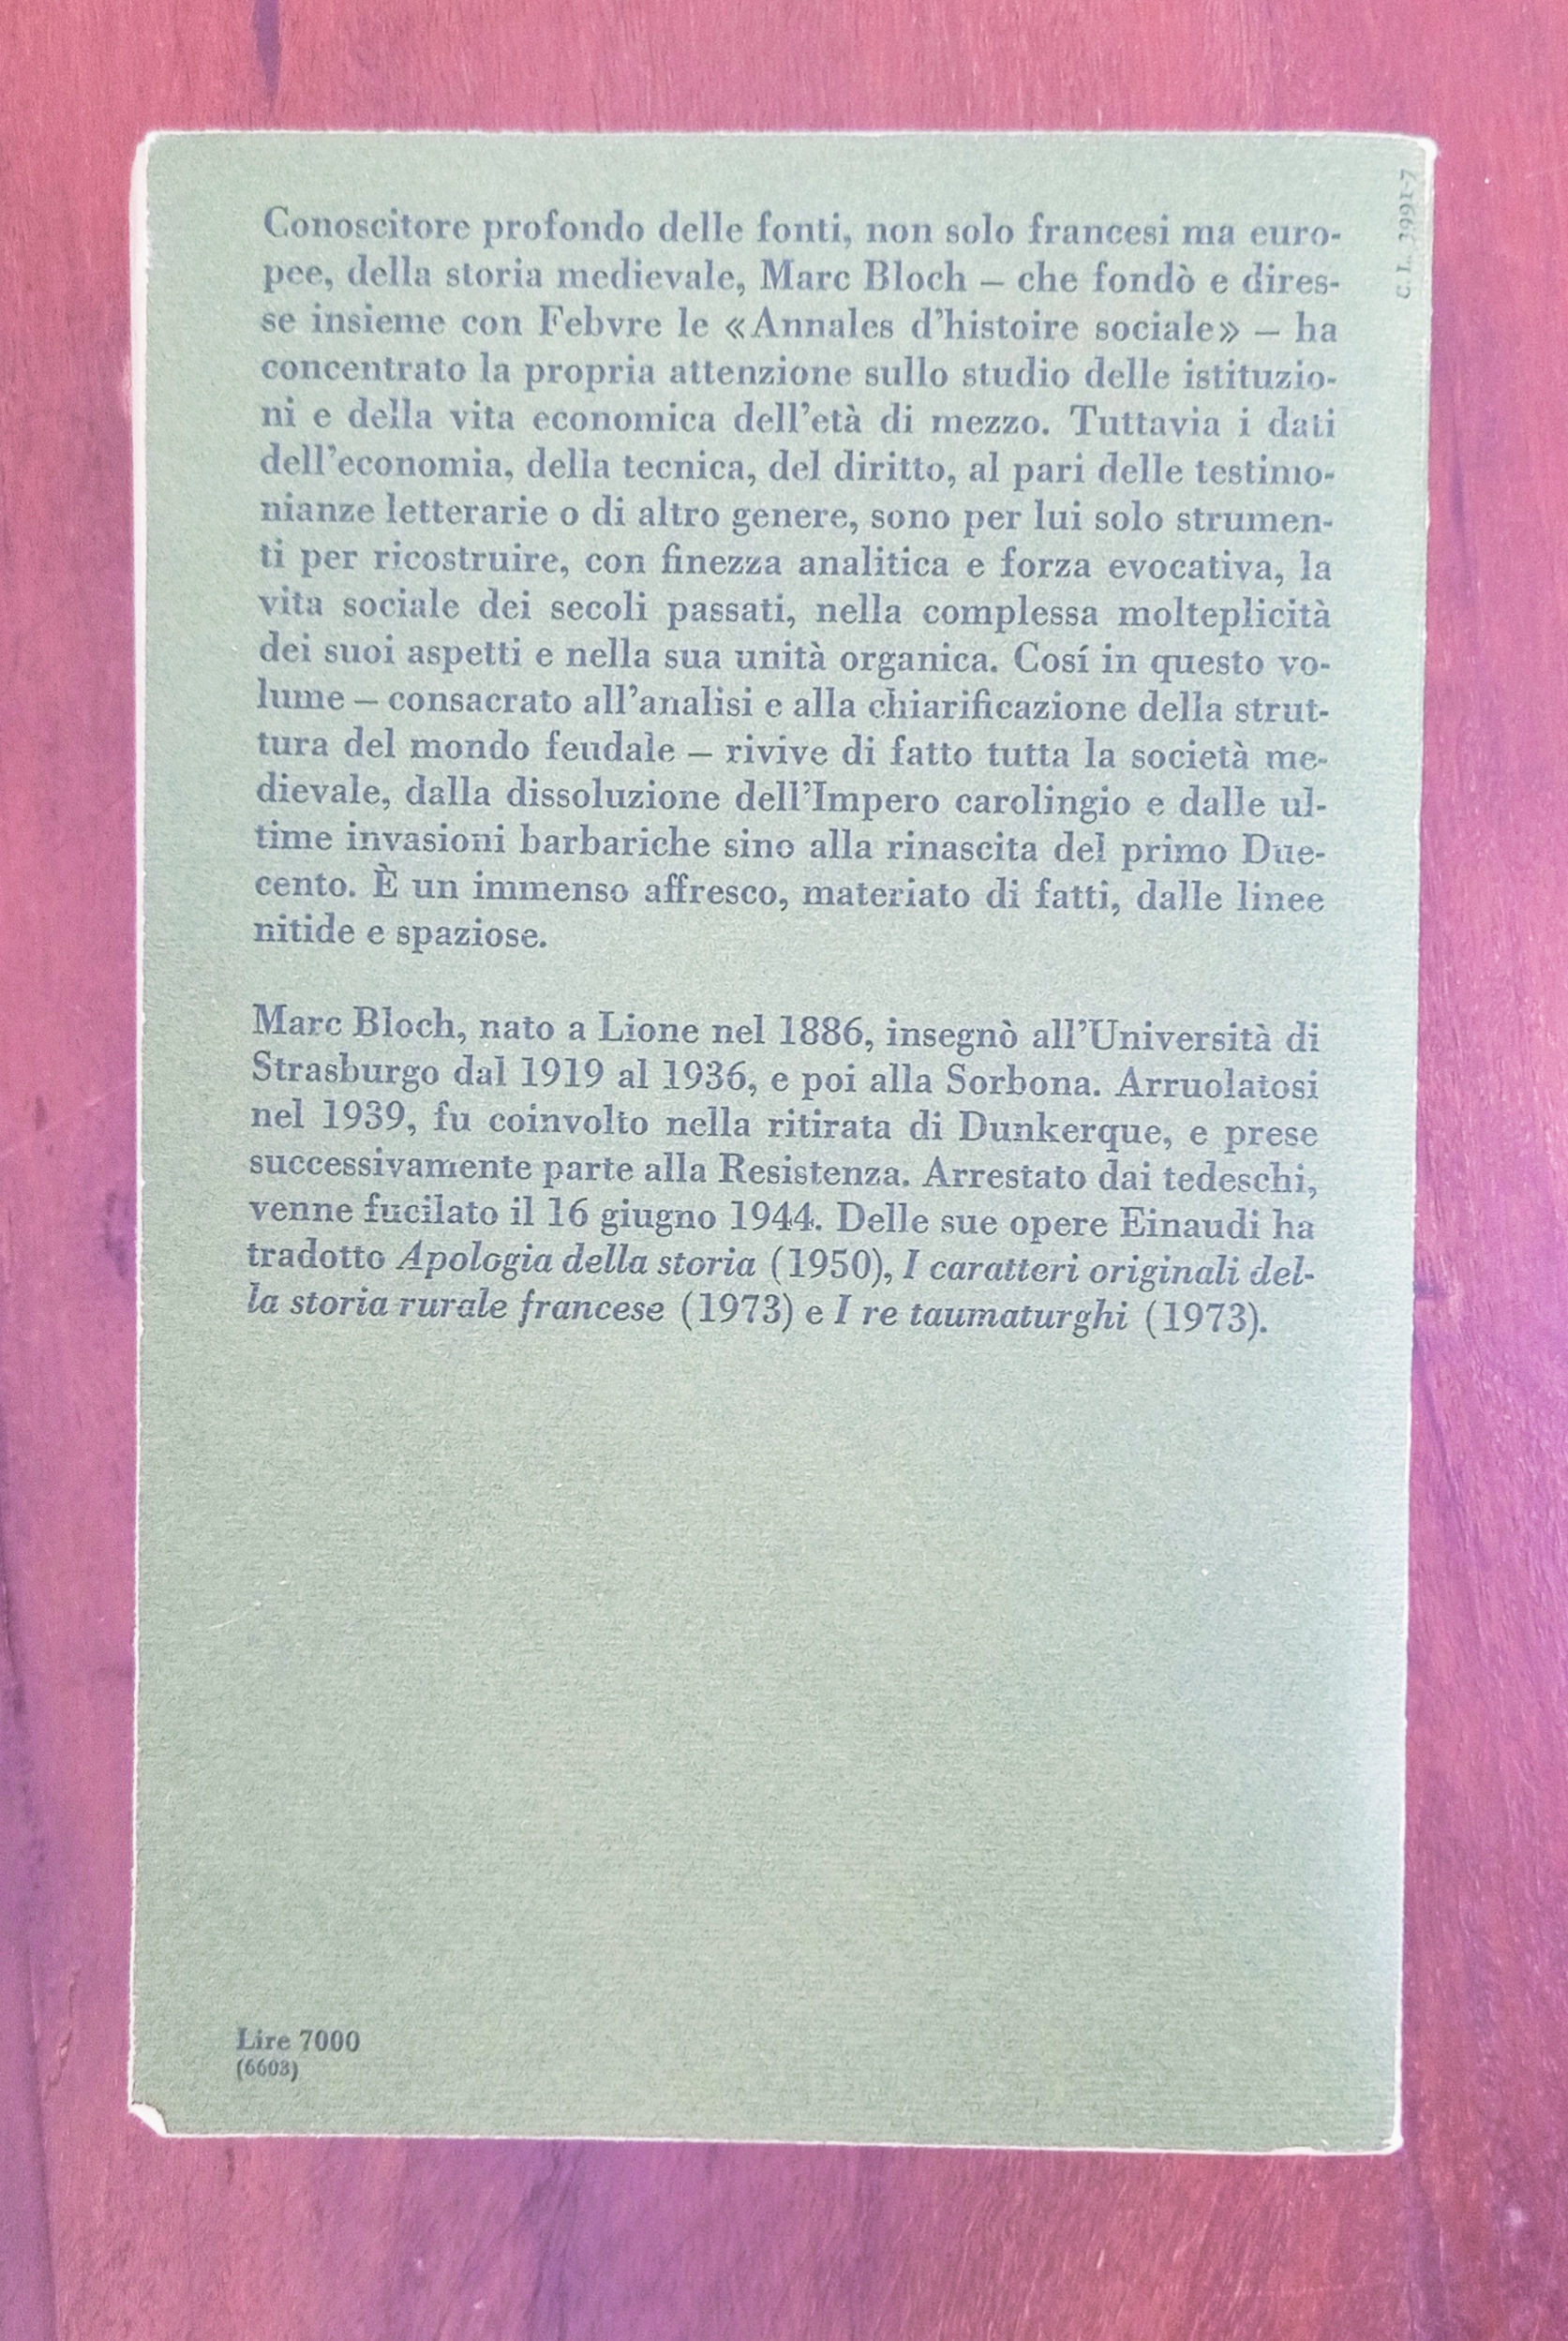 Conoscitore profondo delle fonti, non solo francesi ma euro-
pee, della storia medievale, Marc Bloch – che fondò e dires-
se insieme con Febvre le «Annales d'histoire sociale» – ha
concentrato la propria attenzione sullo studio delle istituzio-
ni e della vita economica dell'età di mezzo. Tuttavia i dati
dell'economia, della tecnica, del diritto, al pari delle testimo-
nianze letterarie o di altro genere, sono per lui solo strumen-
ti per ricostruire, con finezza analitica e forza evocativa, la
vita sociale dei secoli passati, nella complessa molteplicità
dei suoi aspetti e nella sua unità organica. Cosí in questo vo-
lume – consacrato all'analisi e alla chiarificazione della strut-
tura del mondo feudale – rivive di fatto tutta la società me-
dievale, dalla dissoluzione dell'Impero carolingio e dalle ul-
time invasioni barbariche sino alla rinascita del primo Due-
cento. È un immenso affresco, materiato di fatti, dalle linee
nitide e spaziose.
Marc Bloch, nato a Lione nel 1886, insegnò all'Università di
Strasburgo dal 1919 al 1936, e poi alla Sorbona. Arruolatosi
nel 1939, fu coinvolto nella ritirata di Dunkerque, e prese
successivamente parte alla Resistenza. Arrestato dai tedeschi,
venne fucilato il 16 giugno 1944. Delle sue opere Einaudi ha
tradotto Apologia della storia (1950), I caratteri originali del-
la storia rurale francese (1973) e I re taumaturghi (1973).
Lire 7000
(6603)
C. L. 3991-7